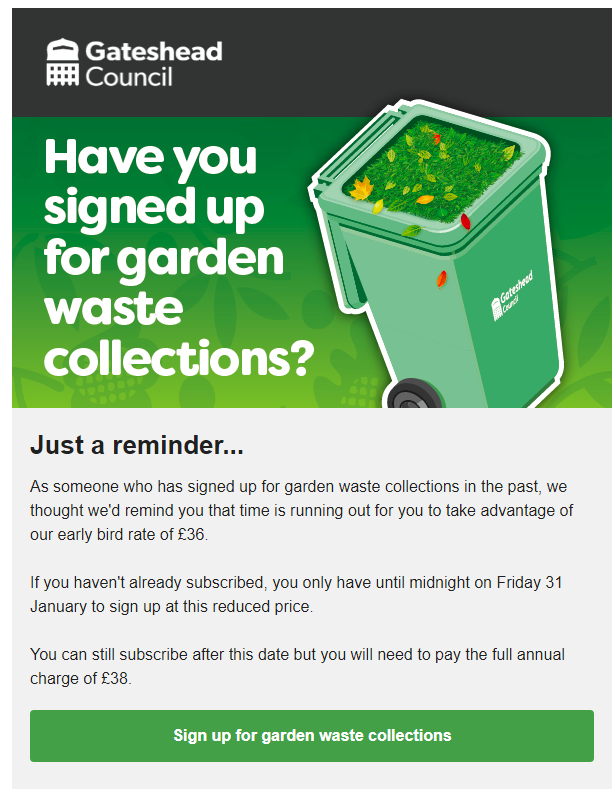 Gateshead
Council
Have you
signed up
for garden
waste
collections?
Gateshead
Council
Just a reminder...
As someone who has signed up for garden waste collections in the past, we
thought we'd remind you that time is running out for you to take advantage of
our early bird rate of £36.
If you haven't already subscribed, you only have until midnight on Friday 31
January to sign up at this reduced price.
You can still subscribe after this date but you will need to pay the full annual
charge of £38.
Sign up for garden waste collections